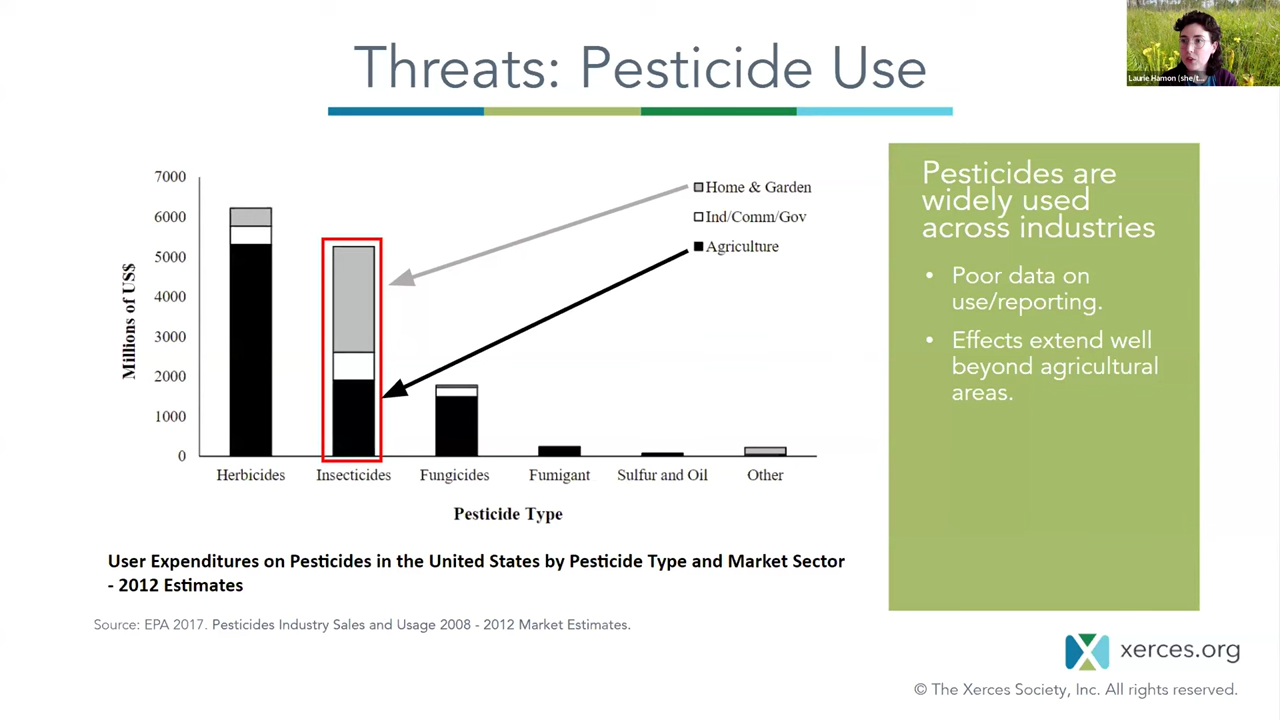 Threats: Pesticide Use
Laurie Hamon (she/t...
7000
6000
5000
4000
3000
2000
1000
0
Millions of US$
Home & Garden
Ind/Comm/Gov
Agriculture
Herbicides
Insecticides
Fungicides
Fumigant
Sulfur and Oil
Other
Pesticide Type
User Expenditures on Pesticides in the United States by Pesticide Type and Market Sector
- 2012 Estimates
Source: EPA 2017. Pesticides Industry Sales and Usage 2008 - 2012 Market Estimates.
Pesticides are
widely used
across industries
• Poor data on
use/reporting.
• Effects extend well
beyond agricultural
areas.
xerces.org
© The Xerces Society, Inc. All rights reserved.